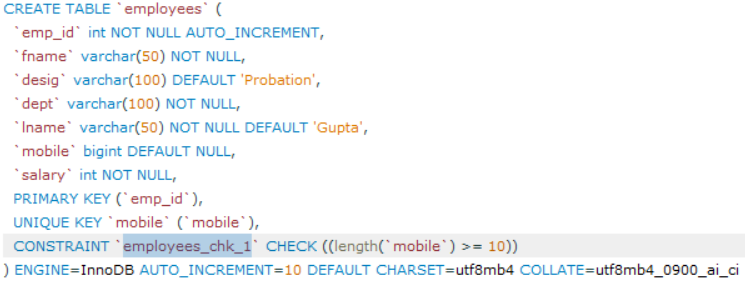 CREATE TABLE `employees` (
`emp_id` int NOT NULL AUTO_INCREMENT,
`fname` varchar(50) NOT NULL,
`desig` varchar(100) DEFAULT 'Probation',
`dept` varchar(100) NOT NULL,
`lname` varchar(50) NOT NULL DEFAULT 'Gupta',
`mobile` bigint DEFAULT NULL,
`salary` int NOT NULL,
PRIMARY KEY (`emp_id`),
UNIQUE KEY `mobile` (`mobile`),
CONSTRAINT `employees_chk_1` CHECK ((length(`mobile`) >= 10))
) ENGINE=InnoDB AUTO_INCREMENT=10 DEFAULT CHARSET=utf8mb4 COLLATE=utf8mb4_0900_ai_ci